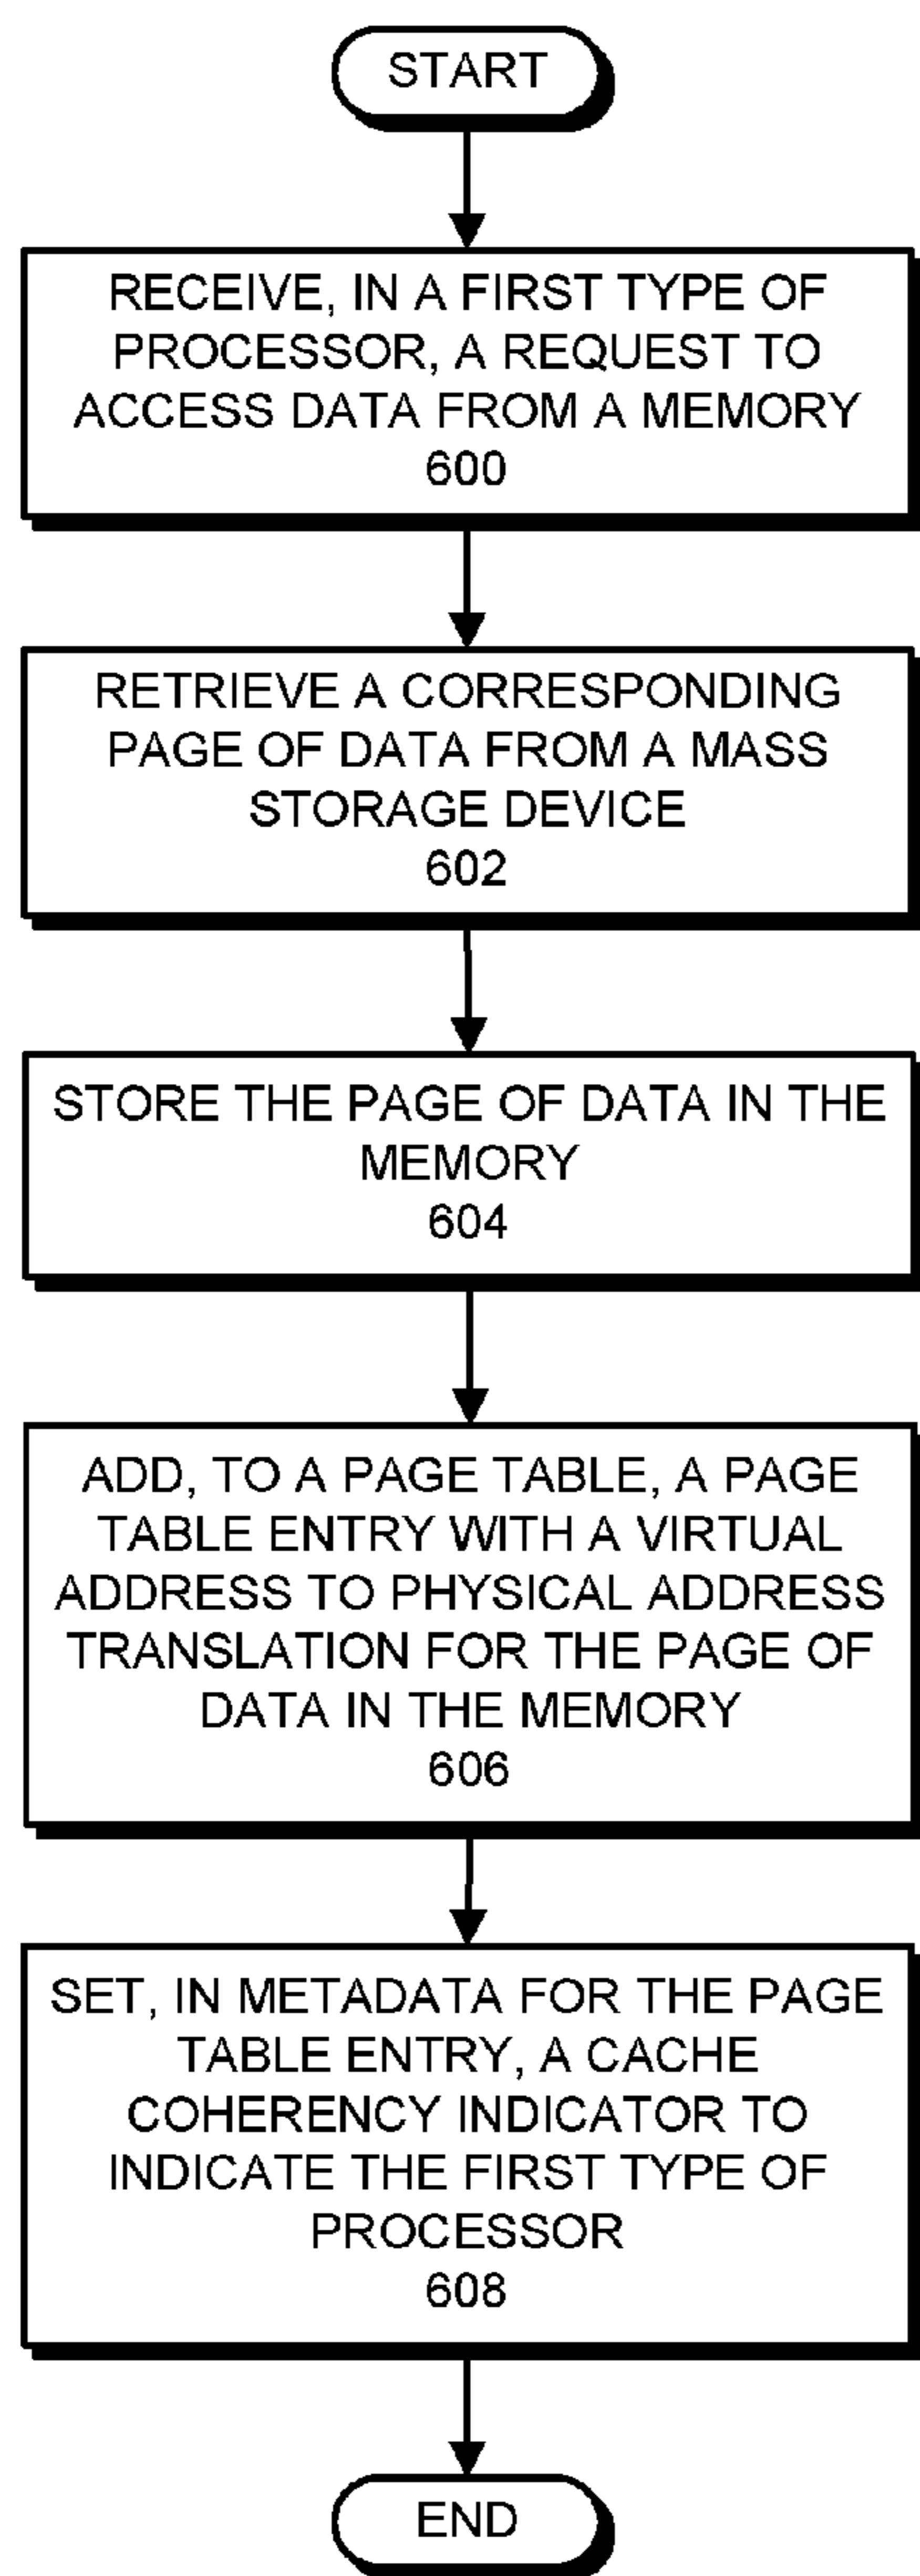 START
RECEIVE, IN A FIRST TYPE OF
PROCESSOR, A REQUEST TO
ACCESS DATA FROM A MEMORY
600
RETRIEVE A CORRESPONDING
PAGE OF DATA FROM A MASS
STORAGE DEVICE
602
STORE THE PAGE OF DATA IN THE
MEMORY
604
ADD, TO A PAGE TABLE, A PAGE
TABLE ENTRY WITH A VIRTUAL
ADDRESS TO PHYSICAL ADDRESS
TRANSLATION FOR THE PAGE OF
DATA IN THE MEMORY
606
SET, IN METADATA FOR THE PAGE
TABLE ENTRY, A CACHE
COHERENCY INDICATOR TO
INDICATE THE FIRST TYPE OF
PROCESSOR
608
END